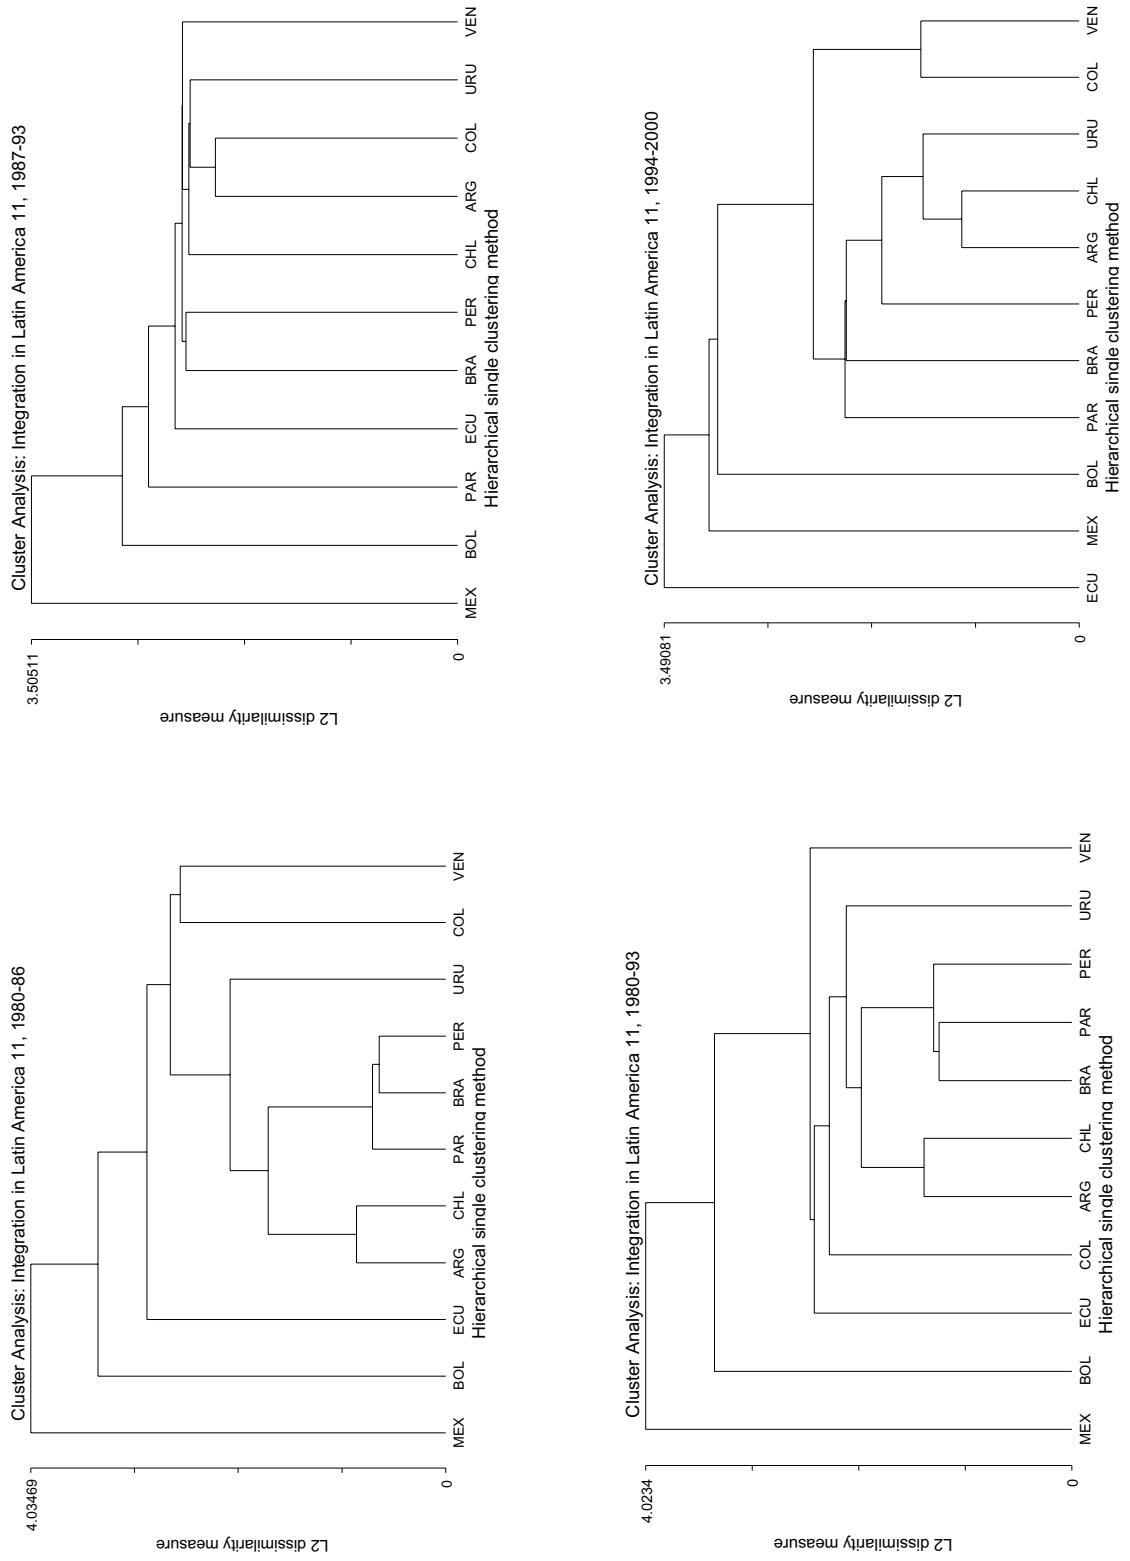 Cluster Analysis: Integration in Latin America 11, 1980-86
L2 dissimilarity measure
4.03469
0
MEX BOL ECU ARG CHL PAR BRA PER URU COL VEN
Hierarchical single clustering method
Cluster Analysis: Integration in Latin America 11, 1987-93
L2 dissimilarity measure
3.50511
0
MEX BOL PAR ECU BRA PER CHL ARG COL URU VEN
Hierarchical single clustering method
Cluster Analysis: Integration in Latin America 11, 1980-93
L2 dissimilarity measure
4.0234
0
MEX BOL ECU COL ARG CHL BRA PAR PER URU VEN
Hierarchical single clustering method
Cluster Analysis: Integration in Latin America 11, 1994-2000
L2 dissimilarity measure
3.49081
0
ECU MEX BOL PAR BRA PER ARG CHL URU COL VEN
Hierarchical single clustering method